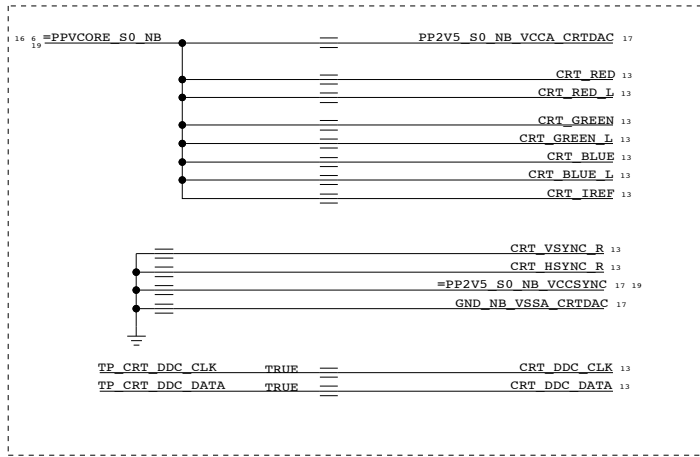 16 6 =PPVCORE_S0_NB PP2V5_S0_NB_VCCA_CRTDAC 17
19
CRT_RED 13
CRT_RED_L 13
CRT_GREEN 13
CRT_GREEN_L 13
CRT_BLUE 13
CRT_BLUE_L 13
CRT_IREF 13
CRT_VSYNC_R 13
CRT_HSYNC_R 13
=PP2V5_S0_NB_VCCSYNC 17 19
GND_NB_VSSA_CRTDAC 17
TP_CRT_DDC_CLK TRUE CRT_DDC_CLK 13
TP_CRT_DDC_DATA TRUE CRT_DDC_DATA 13